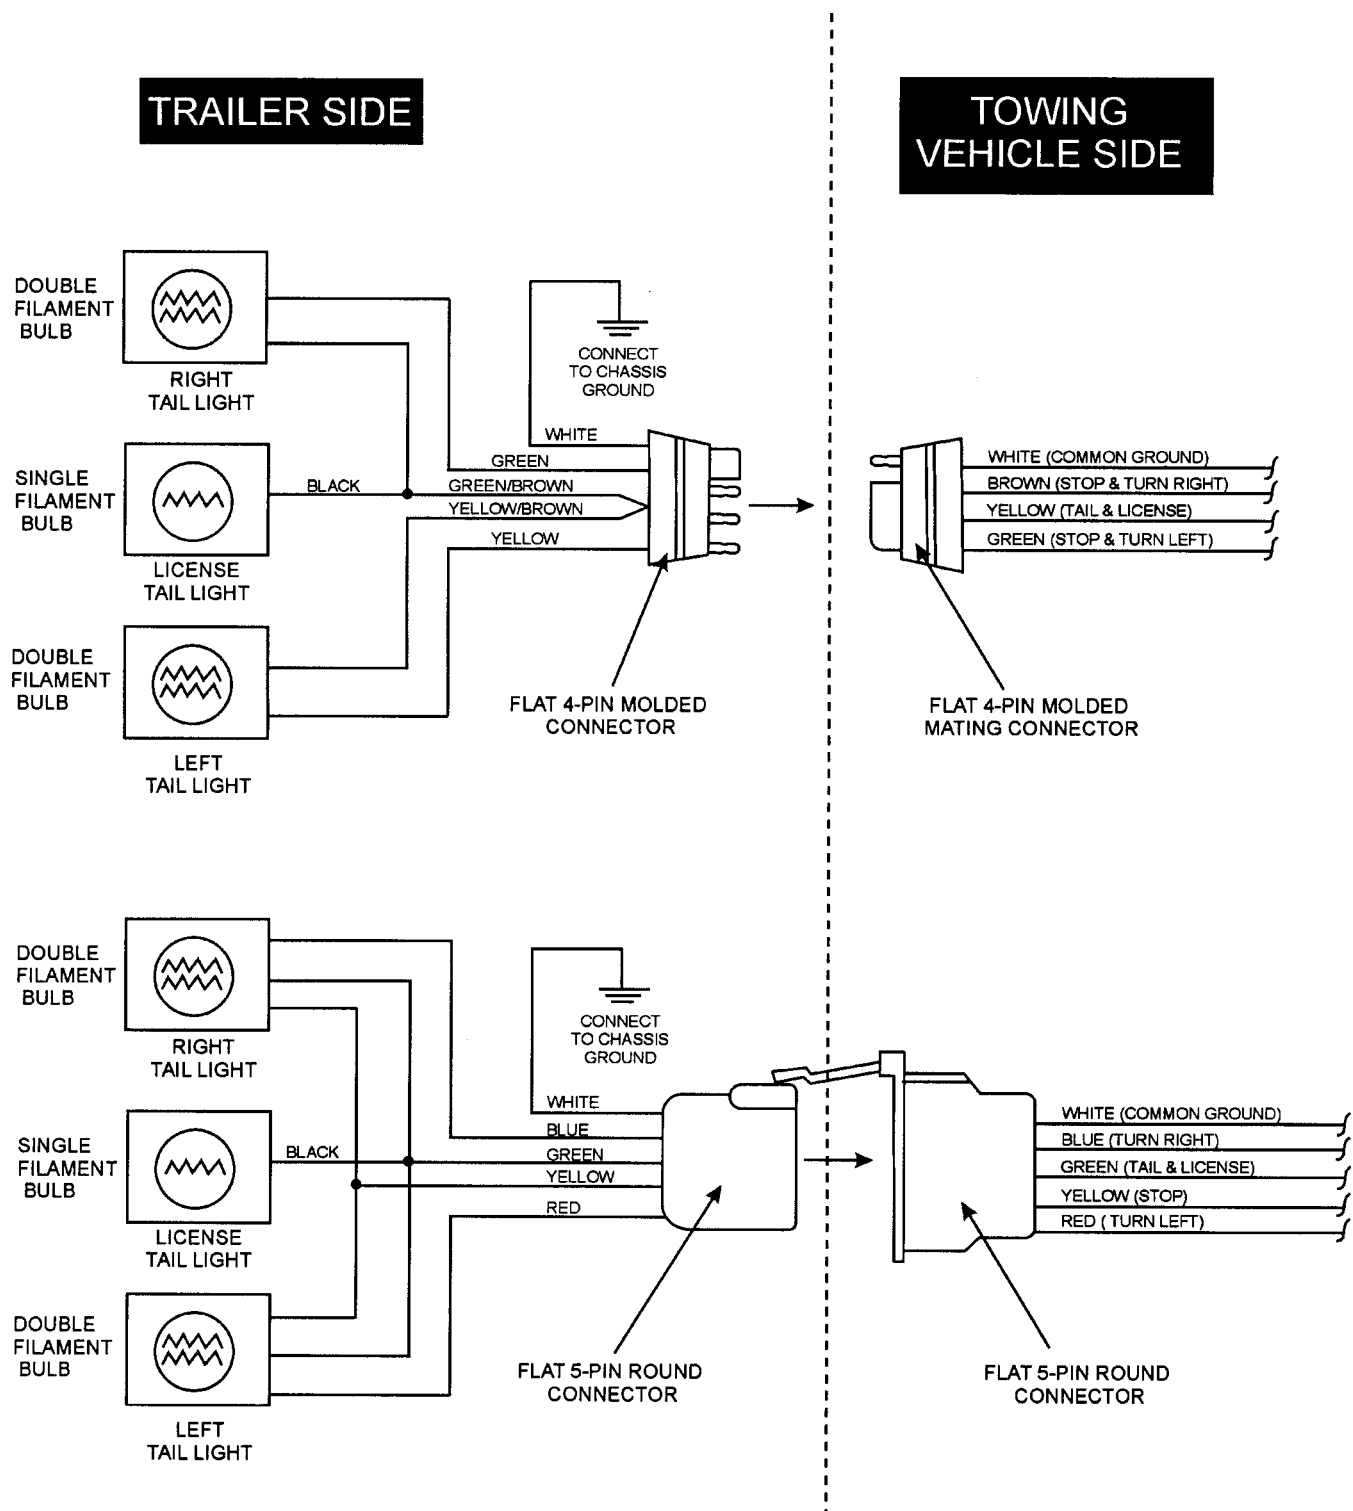 TRAILER SIDE
TOWING
VEHICLE SIDE
DOUBLE
FILAMENT
BULB
RIGHT
TAIL LIGHT
CONNECT
TO CHASSIS
GROUND
WHITE
GREEN
SINGLE
FILAMENT
BULB
BLACK
GREEN/BROWN
YELLOW/BROWN
YELLOW
LICENSE
TAIL LIGHT
WHITE (COMMON GROUND)
BROWN (STOP & TURN RIGHT)
YELLOW (TAIL & LICENSE)
GREEN (STOP & TURN LEFT)
DOUBLE
FILAMENT
BULB
LEFT
TAIL LIGHT
FLAT 4-PIN MOLDED
CONNECTOR
FLAT 4-PIN MOLDED
MATING CONNECTOR
DOUBLE
FILAMENT
BULB
RIGHT
TAIL LIGHT
CONNECT
TO CHASSIS
GROUND
WHITE
BLUE
SINGLE
FILAMENT
BULB
BLACK
GREEN
YELLOW
RED
LICENSE
TAIL LIGHT
WHITE (COMMON GROUND)
BLUE (TURN RIGHT)
GREEN (TAIL & LICENSE)
YELLOW (STOP)
RED ( TURN LEFT)
DOUBLE
FILAMENT
BULB
LEFT
TAIL LIGHT
FLAT 5-PIN ROUND
CONNECTOR
FLAT 5-PIN ROUND
CONNECTOR